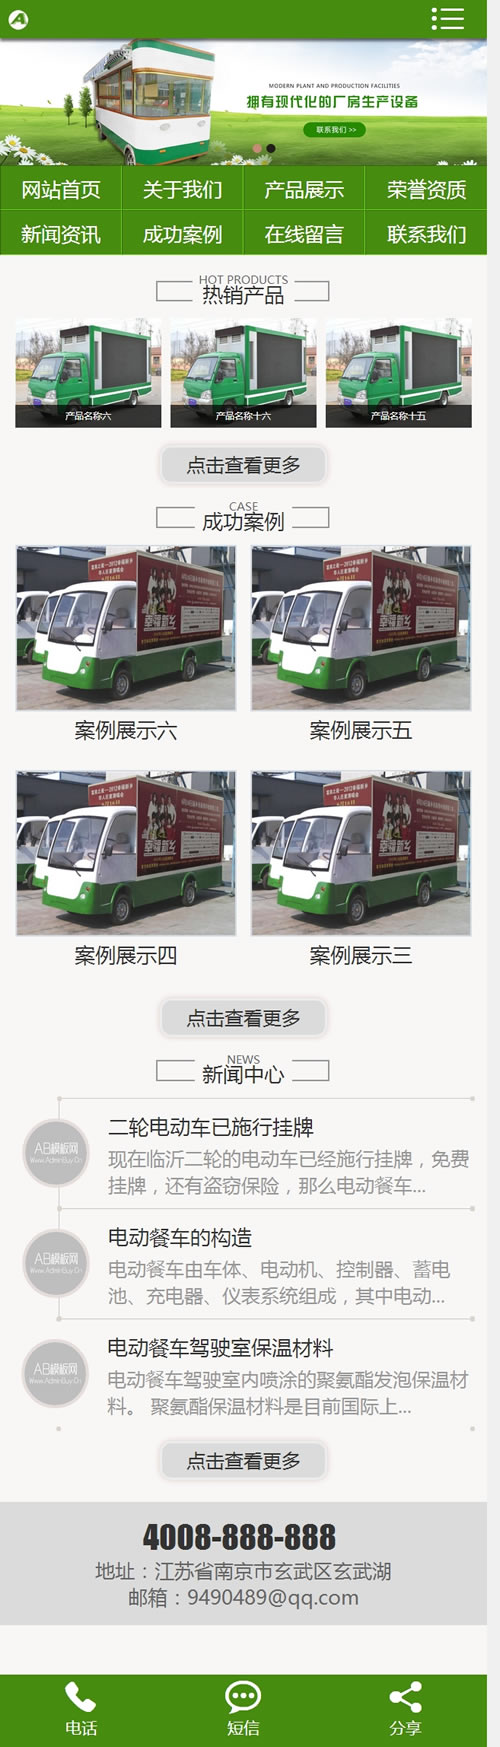 MODERN PLANT AND PRODUCTION FACILITIES
拥有现代化的厂房生产设备
联系我们 >>
网站首页 关于我们 产品展示 荣誉资质
新闻资讯 成功案例 在线留言 联系我们
HOT PRODUCTS
热销产品
产品名称六 产品名称十六 产品名称十五
点击查看更多
CASE
成功案例
案例展示六 案例展示五
案例展示四 案例展示三
点击查看更多
NEWS
新闻中心
二轮电动车已施行挂牌
AB模板网
Www.AdminBuy.Cn
现在临沂二轮的电动车已经施行挂牌，免费
挂牌，还有盗窃保险，那么电动餐车...
电动餐车的构造
AB模板网
Www.AdminBuy.Cn
电动餐车由车体、电动机、控制器、蓄电
池、充电器、仪表系统组成，其中电动...
电动餐车驾驶室保温材料
AB模板网
Www.AdminBuy.Cn
电动餐车驾驶室内喷涂的聚氨酯发泡保温材
料。 聚氨酯保温材料是目前国际上...
点击查看更多
4008-888-888
地址：江苏省南京市玄武区玄武湖
邮箱：9490489@qq.com
电话 短信 分享